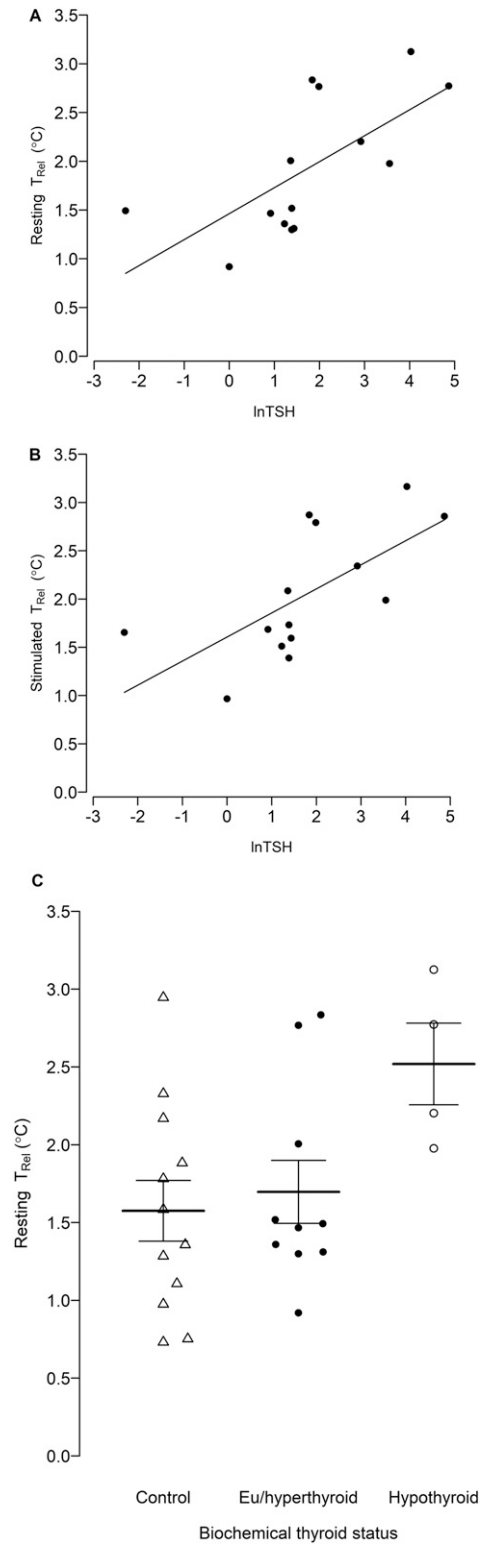 A
3.5
3.0
2.5
2.0
1.5
1.0
0.5
0.0
Resting T_Rel (°C)
-3 -2 -1 0 1 2 3 4 5
lnTSH
B
3.5
3.0
2.5
2.0
1.5
1.0
0.5
0.0
Stimulated T_Rel (°C)
-3 -2 -1 0 1 2 3 4 5
lnTSH
C
3.5
3.0
2.5
2.0
1.5
1.0
0.5
0.0
Resting T_Rel (°C)
Control Eu/hyperthyroid Hypothyroid
Biochemical thyroid status